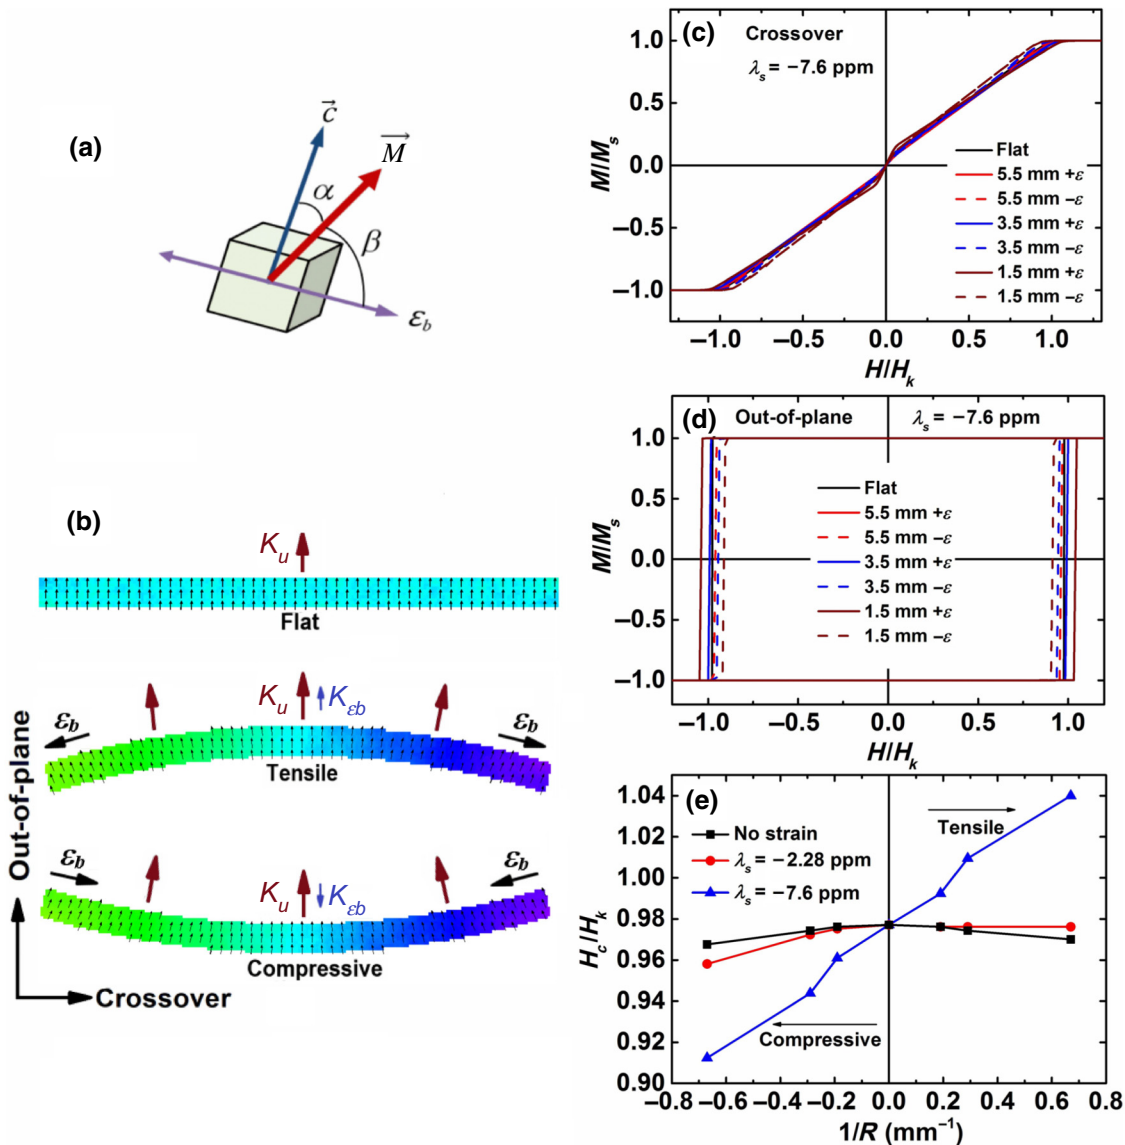 (a)
c
M
α
β
ε_b
(b)
K_u
Flat
K_u K_εb
ε_b ε_b
Tensile
ε_b ε_b
K_u K_εb
Compressive
Out-of-plane
Crossover
(c) Crossover
λ_s = −7.6 ppm
M/M_s
1.0
0.5
0.0
−0.5
−1.0
Flat
5.5 mm +ε
5.5 mm −ε
3.5 mm +ε
3.5 mm −ε
1.5 mm +ε
1.5 mm −ε
−1.0 −0.5 0.0 0.5 1.0
H/H_k
(d) Out-of-plane λ_s = −7.6 ppm
M/M_s
1.0
0.5
0.0
−0.5
−1.0
Flat
5.5 mm +ε
5.5 mm −ε
3.5 mm +ε
3.5 mm −ε
1.5 mm +ε
1.5 mm −ε
−1.0 −0.5 0.0 0.5 1.0
H/H_k
(e)
H_c/H_k
1.04
1.02
1.00
0.98
0.96
0.94
0.92
0.90
No strain
λ_s = −2.28 ppm
λ_s = −7.6 ppm
Tensile
Compressive
−0.8 −0.6 −0.4 −0.2 0.0 0.2 0.4 0.6 0.8
1/R (mm⁻¹)